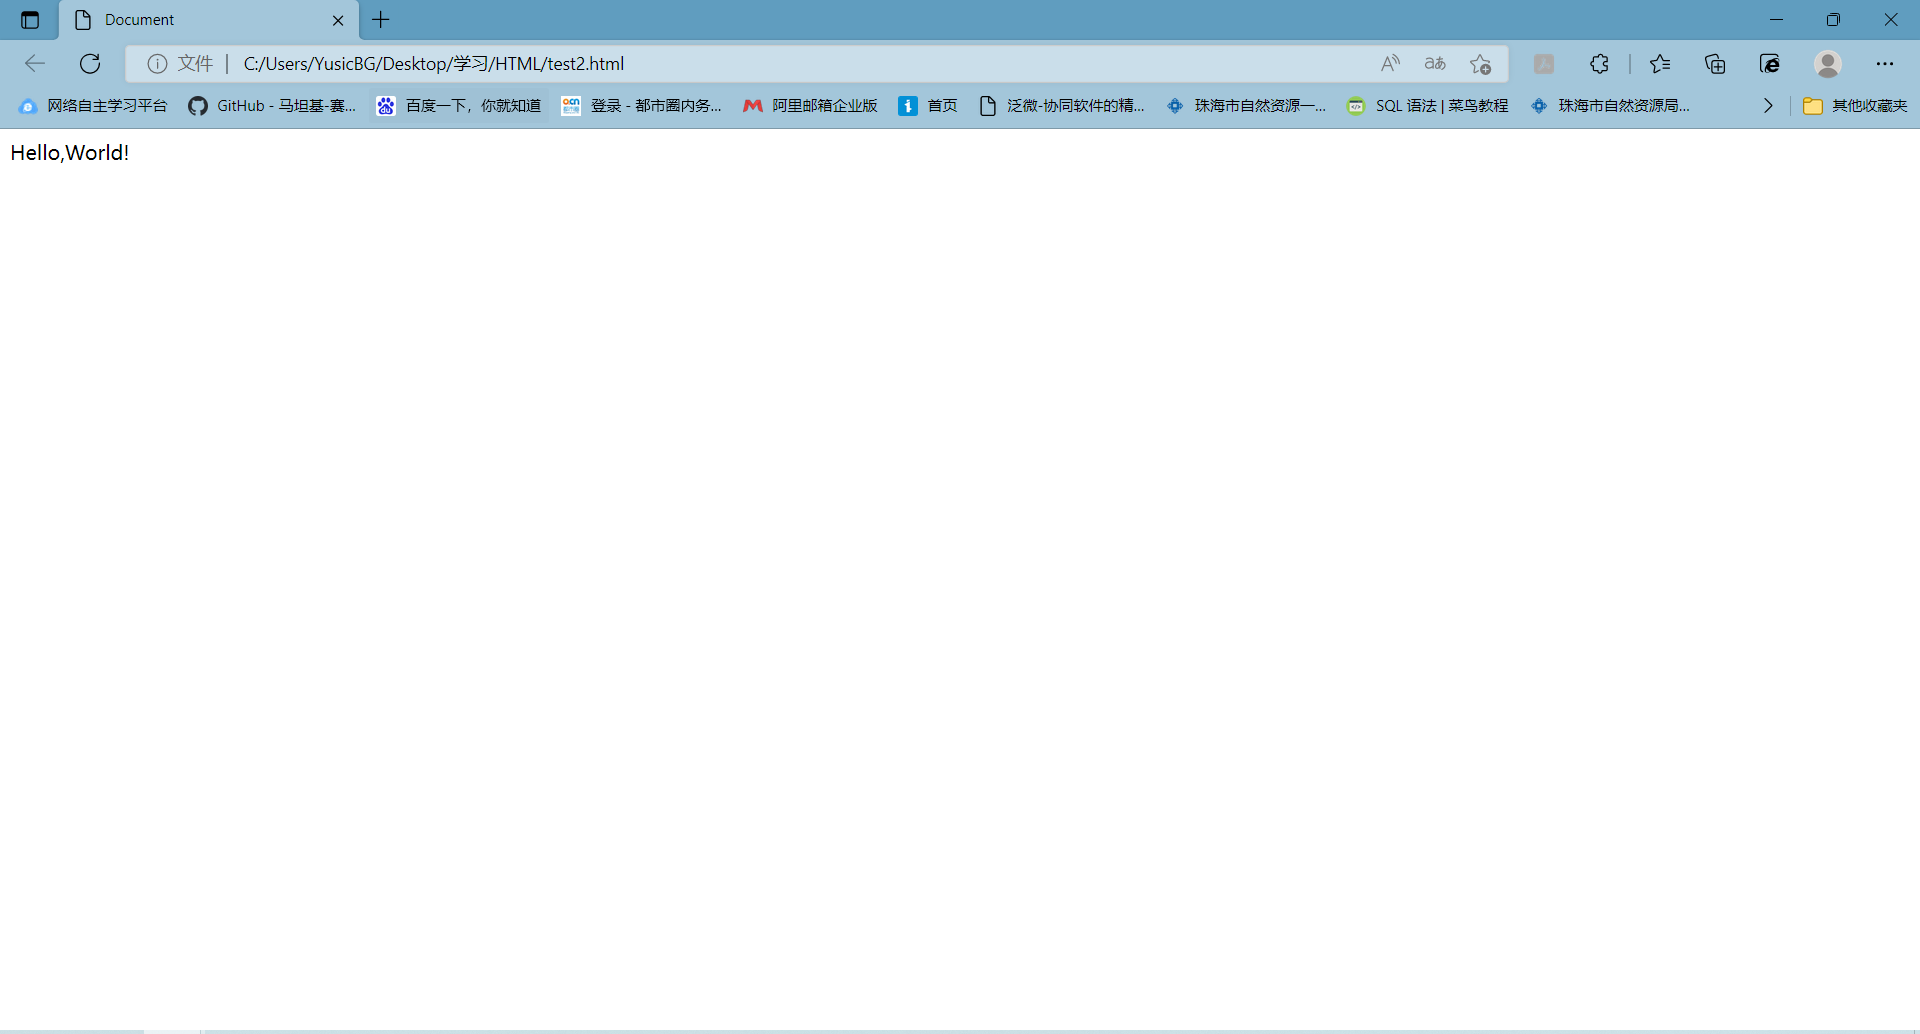 Document
文件 C:/Users/YusicBG/Desktop/学习/HTML/test2.html
网络自主学习平台 GitHub - 马坦基-塞... 百度一下，你就知道 登录 - 都市圈内务... 阿里邮箱企业版 首页 泛微-协同软件的精... 珠海市自然资源一... SQL 语法 | 菜鸟教程 珠海市自然资源局... 其他收藏夹
Hello,World!